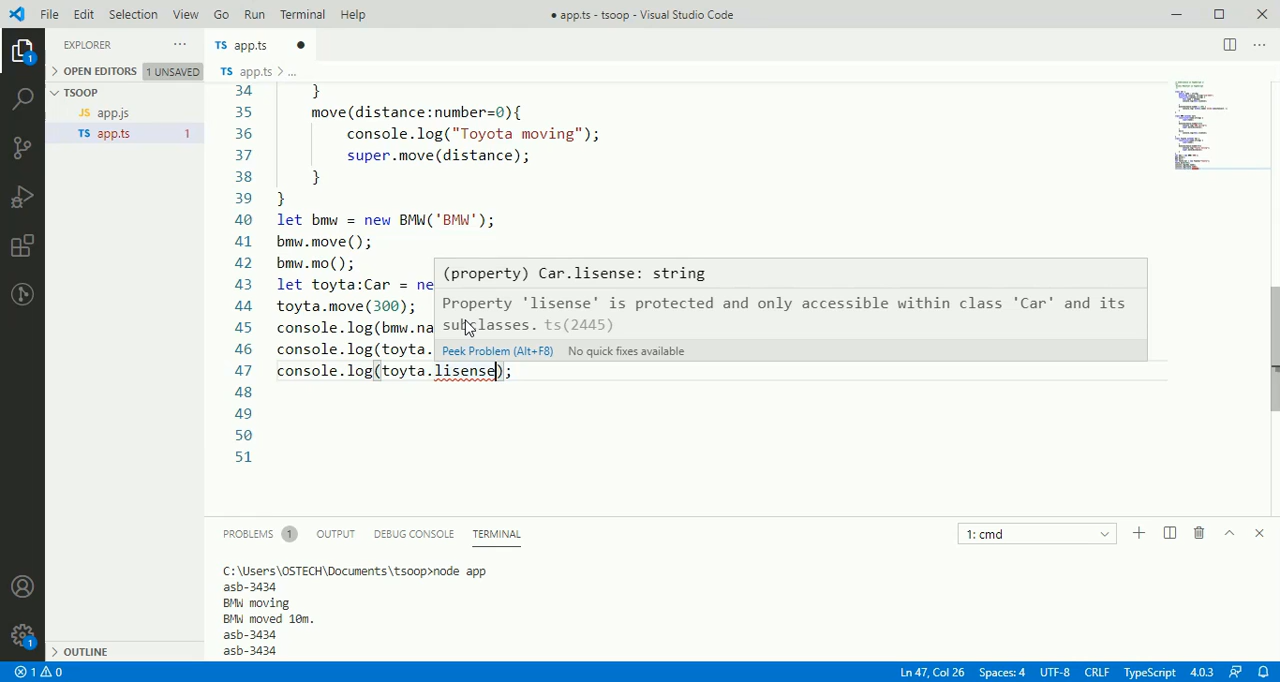 File Edit Selection View Go Run Terminal Help ● app.ts - tsoop - Visual Studio Code
EXPLORER ... TS app.ts ●
> OPEN EDITORS 1 UNSAVED TS app.ts > ...
TSOOP
JS app.js
TS app.ts 1
34 }
35 move(distance:number=0){
36 console.log("Toyota moving");
37 super.move(distance);
38 }
39 }
40 let bmw = new BMW('BMW');
41 bmw.move();
42 bmw.mo();
43 let toyta:Car = ne
44 toyta.move(300);
45 console.log(bmw.na
46 console.log(toyta.
47 console.log(toyta.lisense);
48
49
50
51
(property) Car.lisense: string
Property 'lisense' is protected and only accessible within class 'Car' and its
subclasses. ts(2445)
Peek Problem (Alt+F8) No quick fixes available
PROBLEMS 1 OUTPUT DEBUG CONSOLE TERMINAL 1: cmd
C:\Users\OSTECH\Documents\tsoop>node app
asb-3434
BMW moving
BMW moved 10m.
asb-3434
asb-3434
> OUTLINE
1 0 Ln 47, Col 26 Spaces: 4 UTF-8 CRLF TypeScript 4.0.3